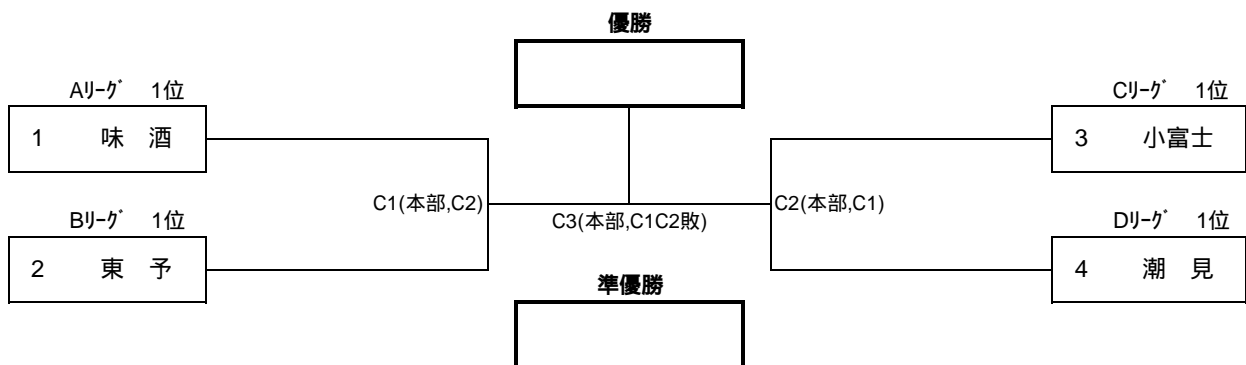 優勝
Aﾘｰｸﾞ 1位
Cﾘｰｸﾞ 1位
1 味 酒
3 小富士
C1(本部,C2)
C3(本部,C1C2敗)
C2(本部,C1)
Bﾘｰｸﾞ 1位
Dﾘｰｸﾞ 1位
2 東 予
4 潮 見
準優勝